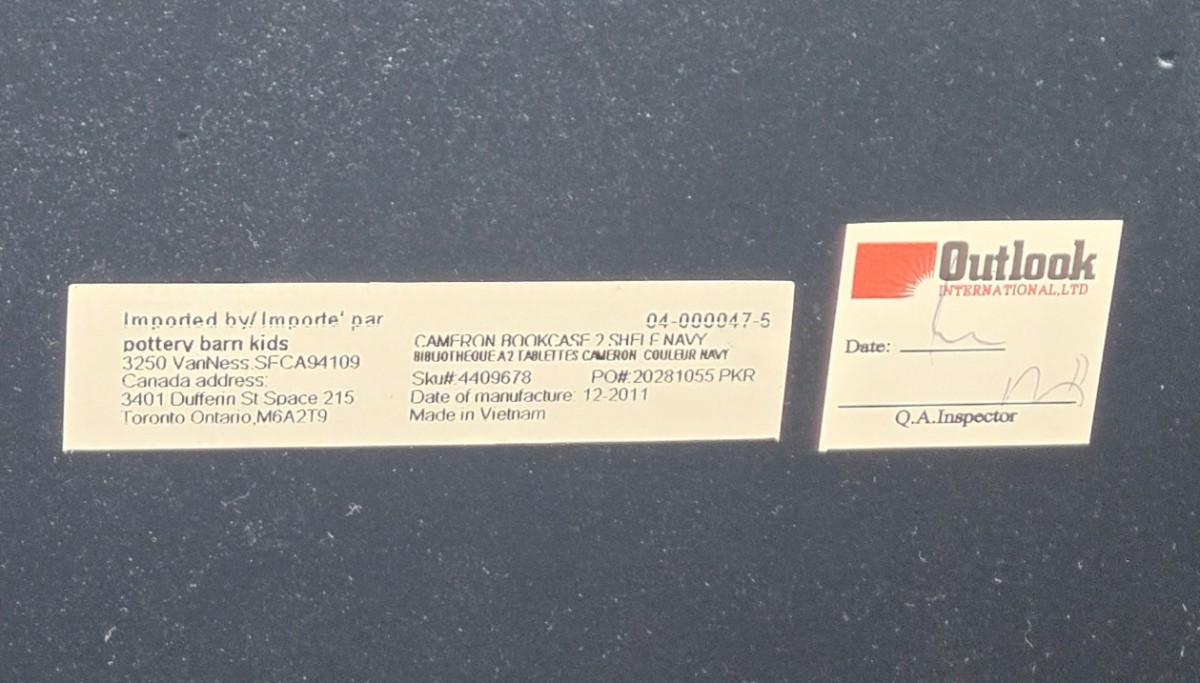 Imported by/ Importe' par
pottery barn kids
3250 VanNess.SFCA94109
Canada address:
3401 Dufferin St Space 215
Toronto Ontario,M6A2T9
04-000047-5
CAMERON BOOKCASE 2 SHELF NAVY
BIBLIOTHEQUE A 2 TABLETTES CAMERON COULEUR NAVY
Sku#:4409678 PO#:20281055 PKR
Date of manufacture: 12-2011
Made in Vietnam
Outlook
INTERNATIONAL,LTD
Date:
Q.A.Inspector